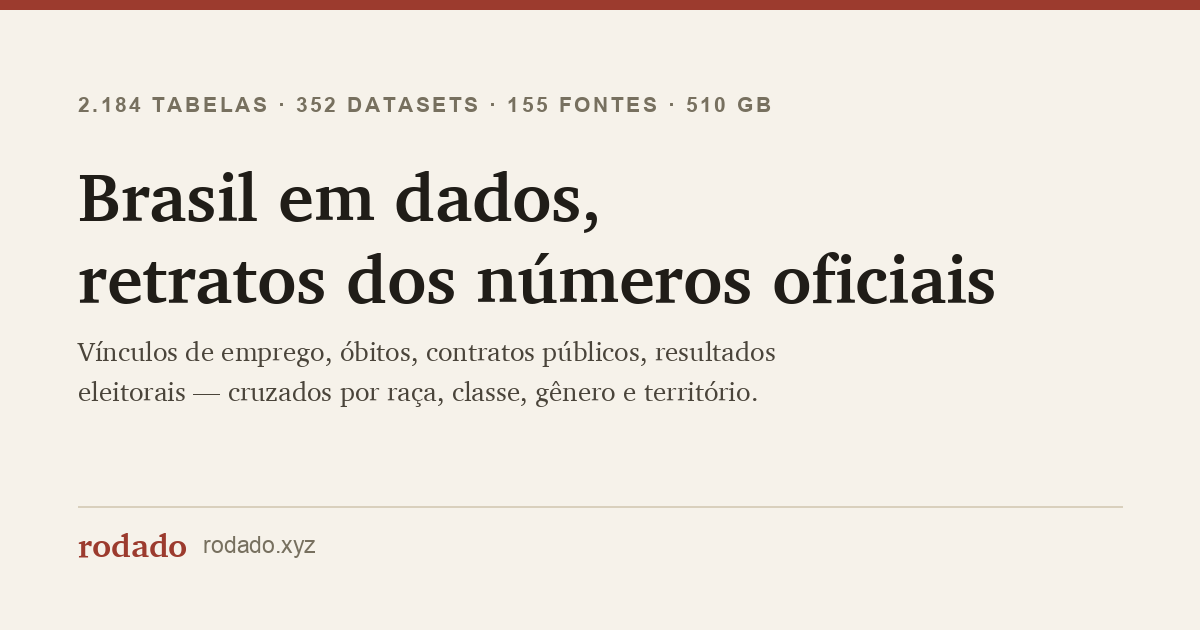 2.184 TABELAS · 352 DATASETS · 155 FONTES · 510 GB
Brasil em dados,
retratos dos números oficiais
Vínculos de emprego, óbitos, contratos públicos, resultados
eleitorais — cruzados por raça, classe, gênero e território.
rodado rodado.xyz